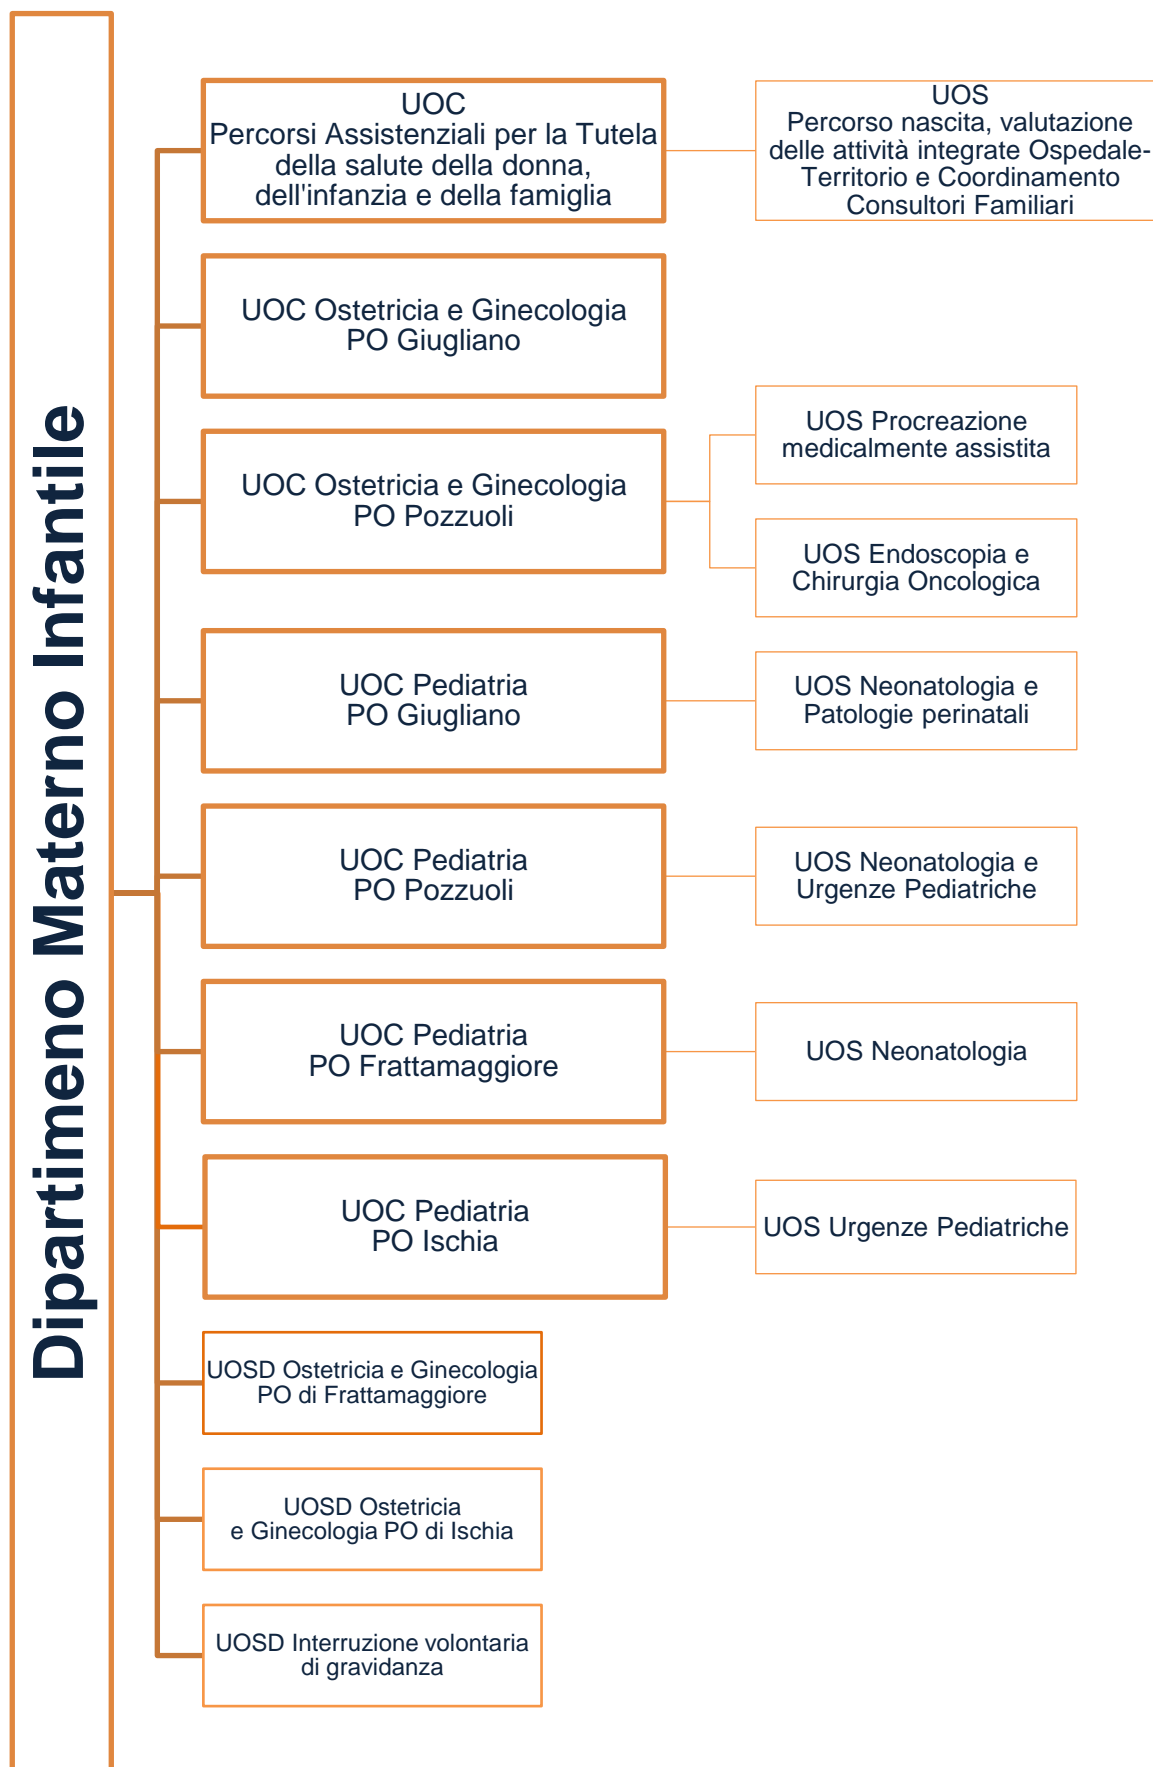 Dipartimeno Materno Infantile
UOC
Percorsi Assistenziali per la Tutela
della salute della donna,
dell'infanzia e della famiglia
UOS
Percorso nascita, valutazione
delle attività integrate Ospedale-
Territorio e Coordinamento
Consultori Familiari
UOC Ostetricia e Ginecologia
PO Giugliano
UOC Ostetricia e Ginecologia
PO Pozzuoli
UOS Procreazione
medicalmente assistita
UOS Endoscopia e
Chirurgia Oncologica
UOC Pediatria
PO Giugliano
UOS Neonatologia e
Patologie perinatali
UOC Pediatria
PO Pozzuoli
UOS Neonatologia e
Urgenze Pediatriche
UOC Pediatria
PO Frattamaggiore
UOS Neonatologia
UOC Pediatria
PO Ischia
UOS Urgenze Pediatriche
UOSD Ostetricia e Ginecologia
PO di Frattamaggiore
UOSD Ostetricia
e Ginecologia PO di Ischia
UOSD Interruzione volontaria
di gravidanza